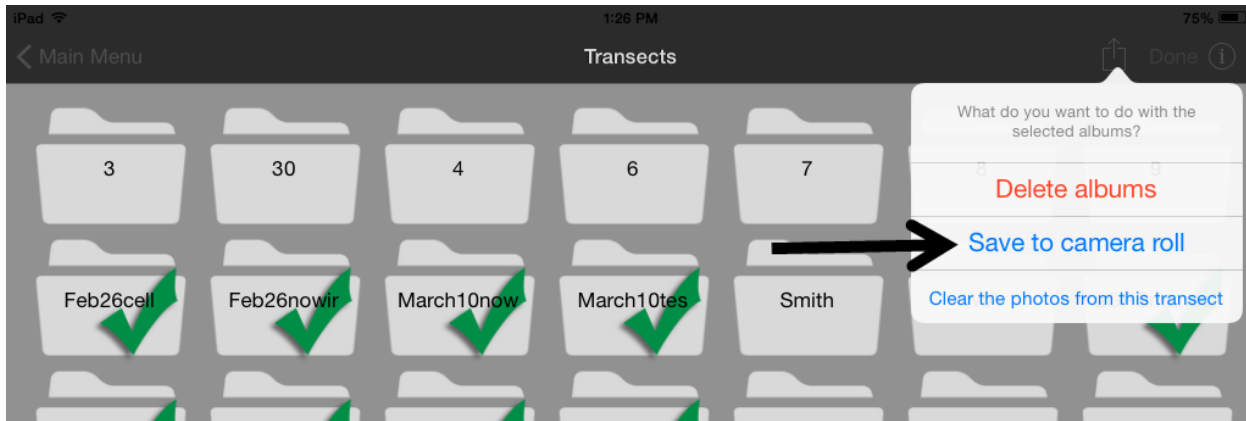 iPad 1:26 PM 75%
Main Menu Transects Done i
What do you want to do with the
selected albums?
3 30 4 6 7 8 9
Delete albums
Save to camera roll
Feb26cell Feb26nowir March10now March10tes Smith
Clear the photos from this transect